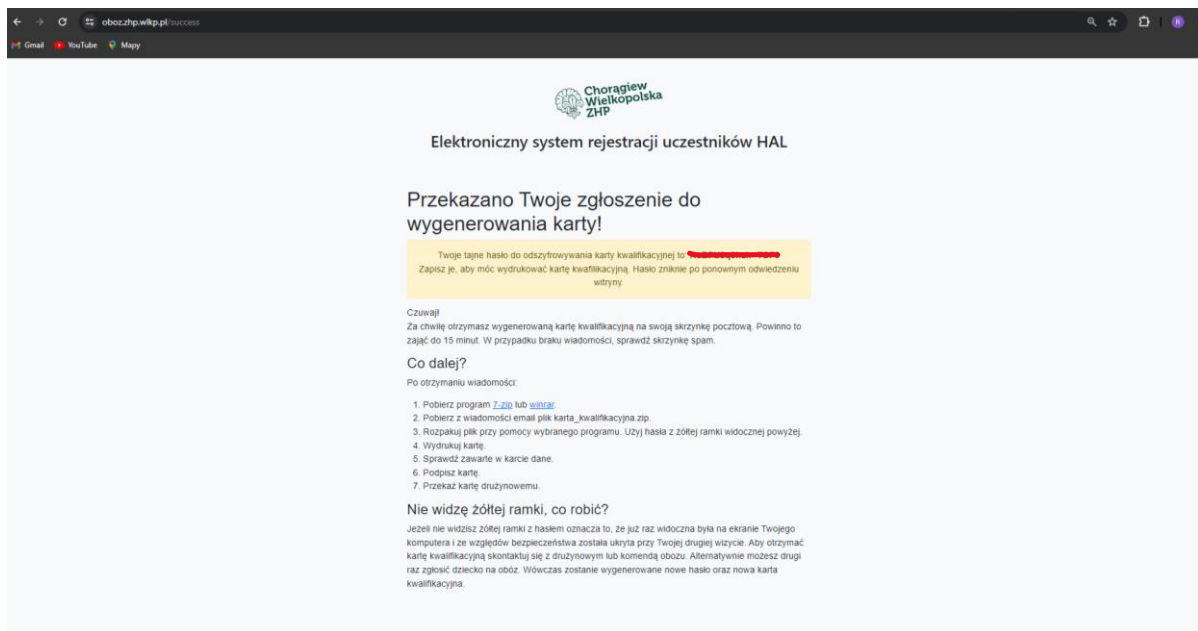 oboz.zhp.wlkp.pl/success
Gmail YouTube Mapy
Chorągiew
Wielkopolska
ZHP
Elektroniczny system rejestracji uczestników HAL
Przekazano Twoje zgłoszenie do
wygenerowania karty!
Twoje tajne hasło do odszyfrowywania karty kwalifikacyjnej to:
Zapisz je, aby móc wydrukować kartę kwafilikacyjną. Hasło zniknie po ponownym odwiedzeniu
witryny.
Czuwaj!
Za chwilę otrzymasz wygenerowaną kartę kwalifikacyjną na swoją skrzynkę pocztową. Powinno to
zająć do 15 minut. W przypadku braku wiadomości, sprawdź skrzynkę spam.
Co dalej?
Po otrzymaniu wiadomości:
1. Pobierz program 7-zip lub winrar.
2. Pobierz z wiadomości email plik karta_kwalifikacyjna.zip.
3. Rozpakuj plik przy pomocy wybranego programu. Użyj hasła z żółtej ramki widocznej powyżej.
4. Wydrukuj kartę.
5. Sprawdź zawarte w karcie dane.
6. Podpisz kartę.
7. Przekaż kartę drużynowemu.
Nie widzę żółtej ramki, co robić?
Jeżeli nie widzisz żółtej ramki z hasłem oznacza to, że już raz widoczna była na ekranie Twojego
komputera i ze względów bezpieczeństwa została ukryta przy Twojej drugiej wizycie. Aby otrzymać
kartę kwalifikacyjną skontaktuj się z drużynowym lub komendą obozu. Alternatywnie możesz drugi
raz zgłosić dziecko na obóz. Wówczas zostanie wygenerowane nowe hasło oraz nowa karta
kwalifikacyjna.